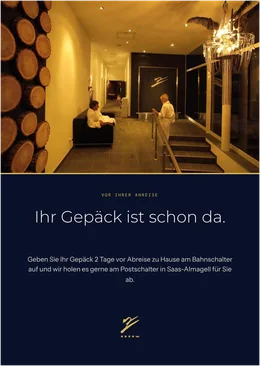 VOR IHRER ANREISE
Ihr Gepäck ist schon da.
Geben Sie Ihr Gepäck 2 Tage vor Abreise zu Hause am Bahnschalter
auf und wir holen es gerne am Postschalter in Saas-Almagell für Sie
ab.